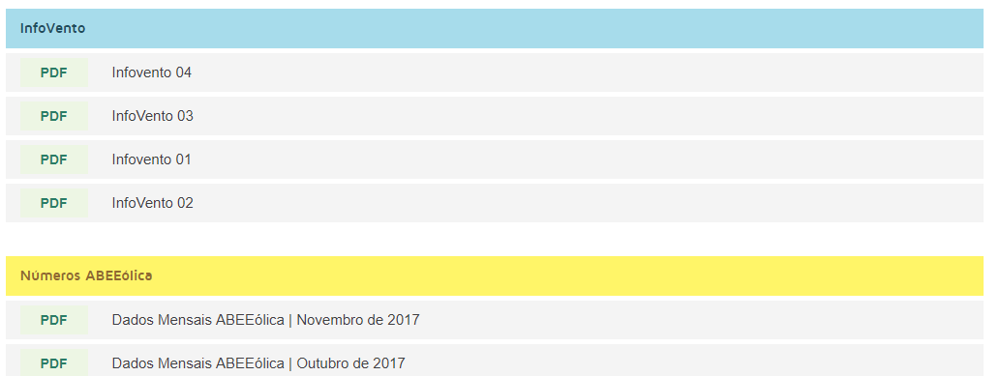 InfoVento
PDF Infovento 04
PDF InfoVento 03
PDF Infovento 01
PDF InfoVento 02
Números ABEEólica
PDF Dados Mensais ABEEólica | Novembro de 2017
PDF Dados Mensais ABEEólica | Outubro de 2017